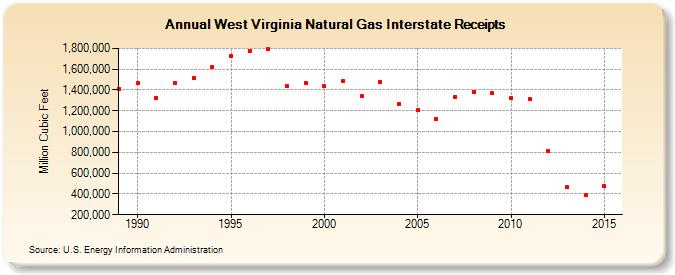 Annual West Virginia Natural Gas Interstate Receipts
Million Cubic Feet
1,800,000
1,600,000
1,400,000
1,200,000
1,000,000
800,000
600,000
400,000
200,000
1990 1995 2000 2005 2010 2015
Source: U.S. Energy Information Administration